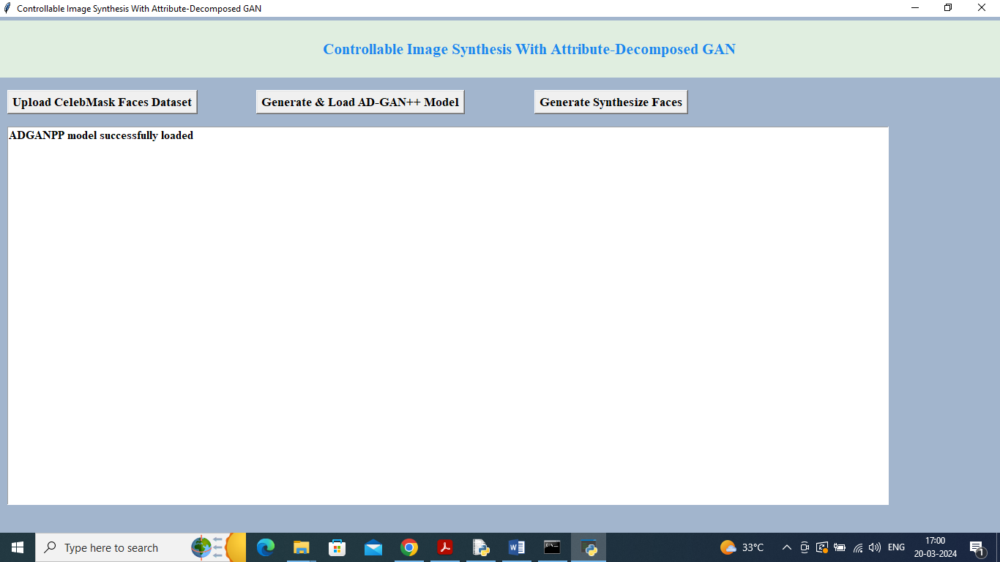 Controllable Image Synthesis With Attribute-Decomposed GAN
Controllable Image Synthesis With Attribute-Decomposed GAN
Upload CelebMask Faces Dataset
Generate & Load AD-GAN++ Model
Generate Synthesize Faces
ADGANPP model successfully loaded
Type here to search
33°C
ENG
17:00
20-03-2024
1